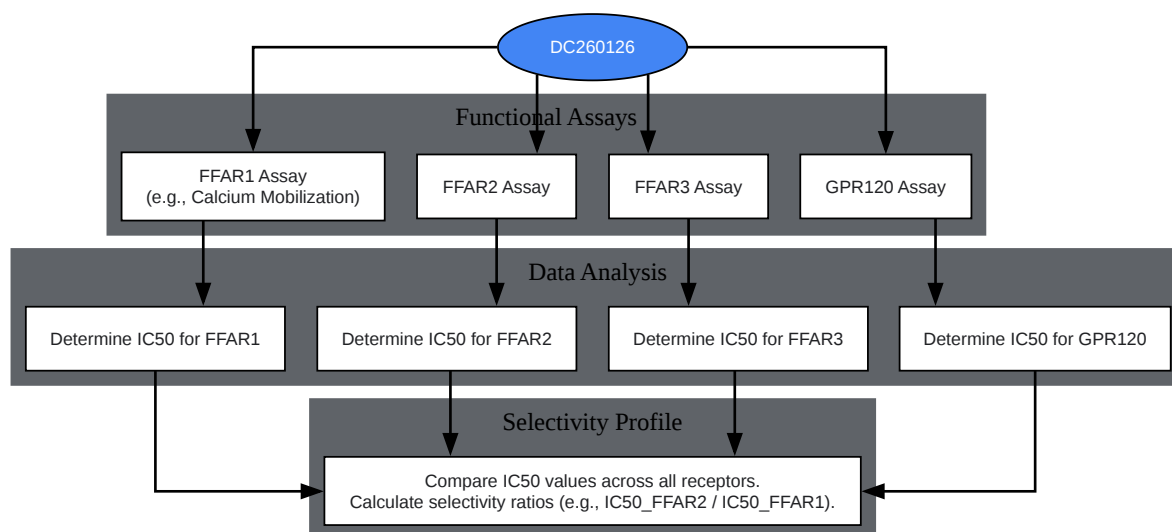 DC260126
Functional Assays
FFAR1 Assay
(e.g., Calcium Mobilization)
FFAR2 Assay
FFAR3 Assay
GPR120 Assay
Data Analysis
Determine IC50 for FFAR1
Determine IC50 for FFAR2
Determine IC50 for FFAR3
Determine IC50 for GPR120
Selectivity Profile
Compare IC50 values across all receptors.
Calculate selectivity ratios (e.g., IC50_FFAR2 / IC50_FFAR1).